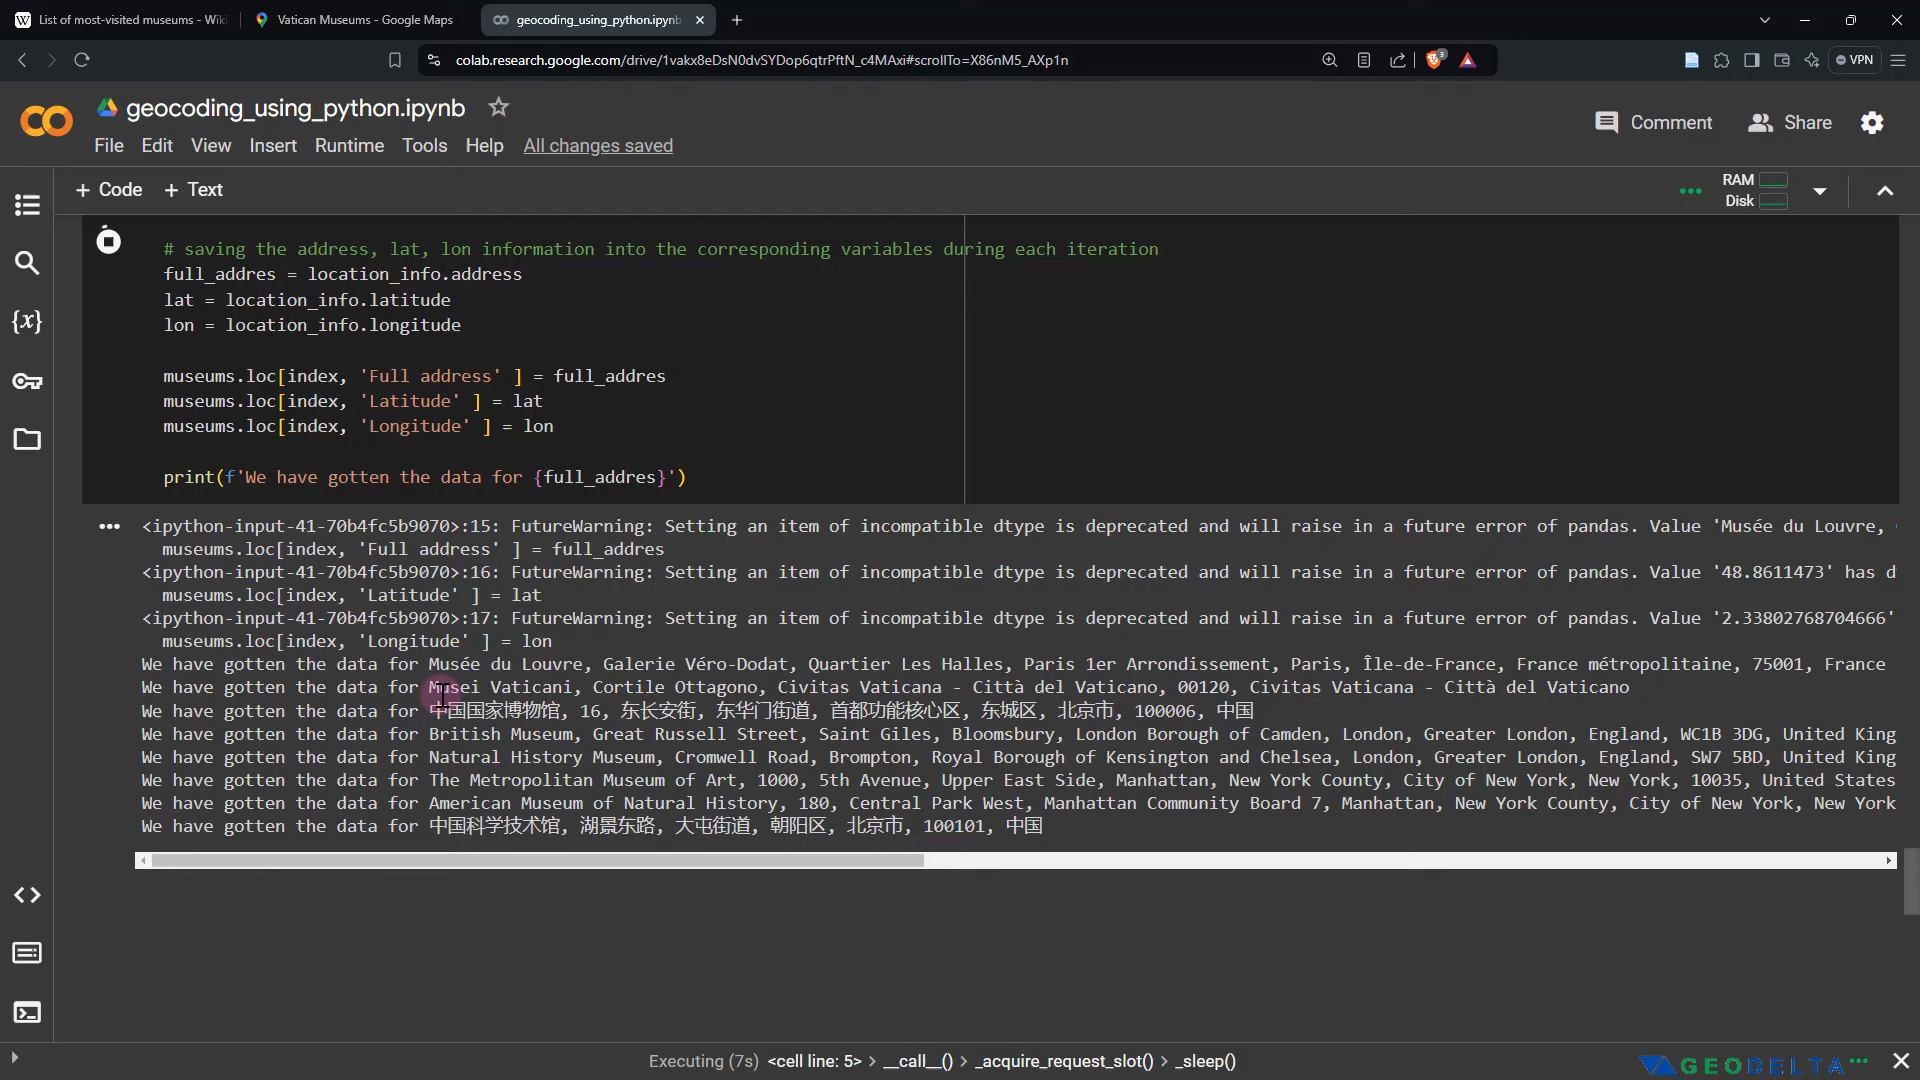 List of most-visited museums - Wiki
Vatican Museums - Google Maps
geocoding_using_python.ipynb
colab.research.google.com/drive/1vakx8eDsN0dvSYDop6qtrPftN_c4MAxi#scrollTo=X86nM5_AXp1n
3
VPN
geocoding_using_python.ipynb
Comment
Share
File Edit View Insert Runtime Tools Help All changes saved
+ Code + Text
RAM
Disk
# saving the address, lat, lon information into the corresponding variables during each iteration
full_addres = location_info.address
lat = location_info.latitude
lon = location_info.longitude
museums.loc[index, 'Full address' ] = full_addres
museums.loc[index, 'Latitude' ] = lat
museums.loc[index, 'Longitude' ] = lon
print(f'We have gotten the data for {full_addres}')
<ipython-input-41-70b4fc5b9070>:15: FutureWarning: Setting an item of incompatible dtype is deprecated and will raise in a future error of pandas. Value 'Musée du Louvre,
museums.loc[index, 'Full address' ] = full_addres
<ipython-input-41-70b4fc5b9070>:16: FutureWarning: Setting an item of incompatible dtype is deprecated and will raise in a future error of pandas. Value '48.8611473' has d
museums.loc[index, 'Latitude' ] = lat
<ipython-input-41-70b4fc5b9070>:17: FutureWarning: Setting an item of incompatible dtype is deprecated and will raise in a future error of pandas. Value '2.33802768704666'
museums.loc[index, 'Longitude' ] = lon
We have gotten the data for Musée du Louvre, Galerie Véro-Dodat, Quartier Les Halles, Paris 1er Arrondissement, Paris, Île-de-France, France métropolitaine, 75001, France
We have gotten the data for Musei Vaticani, Cortile Ottagono, Civitas Vaticana - Città del Vaticano, 00120, Civitas Vaticana - Città del Vaticano
We have gotten the data for 中国国家博物馆, 16, 东长安街, 东华门街道, 首都功能核心区, 东城区, 北京市, 100006, 中国
We have gotten the data for British Museum, Great Russell Street, Saint Giles, Bloomsbury, London Borough of Camden, London, Greater London, England, WC1B 3DG, United King
We have gotten the data for Natural History Museum, Cromwell Road, Brompton, Royal Borough of Kensington and Chelsea, London, Greater London, England, SW7 5BD, United King
We have gotten the data for The Metropolitan Museum of Art, 1000, 5th Avenue, Upper East Side, Manhattan, New York County, City of New York, New York, 10035, United States
We have gotten the data for American Museum of Natural History, 180, Central Park West, Manhattan Community Board 7, Manhattan, New York County, City of New York, New York
We have gotten the data for 中国科学技术馆, 湖景东路, 大屯街道, 朝阳区, 北京市, 100101, 中国
Executing (7s) <cell line: 5> > __call__() > _acquire_request_slot() > _sleep()
GEODELTA